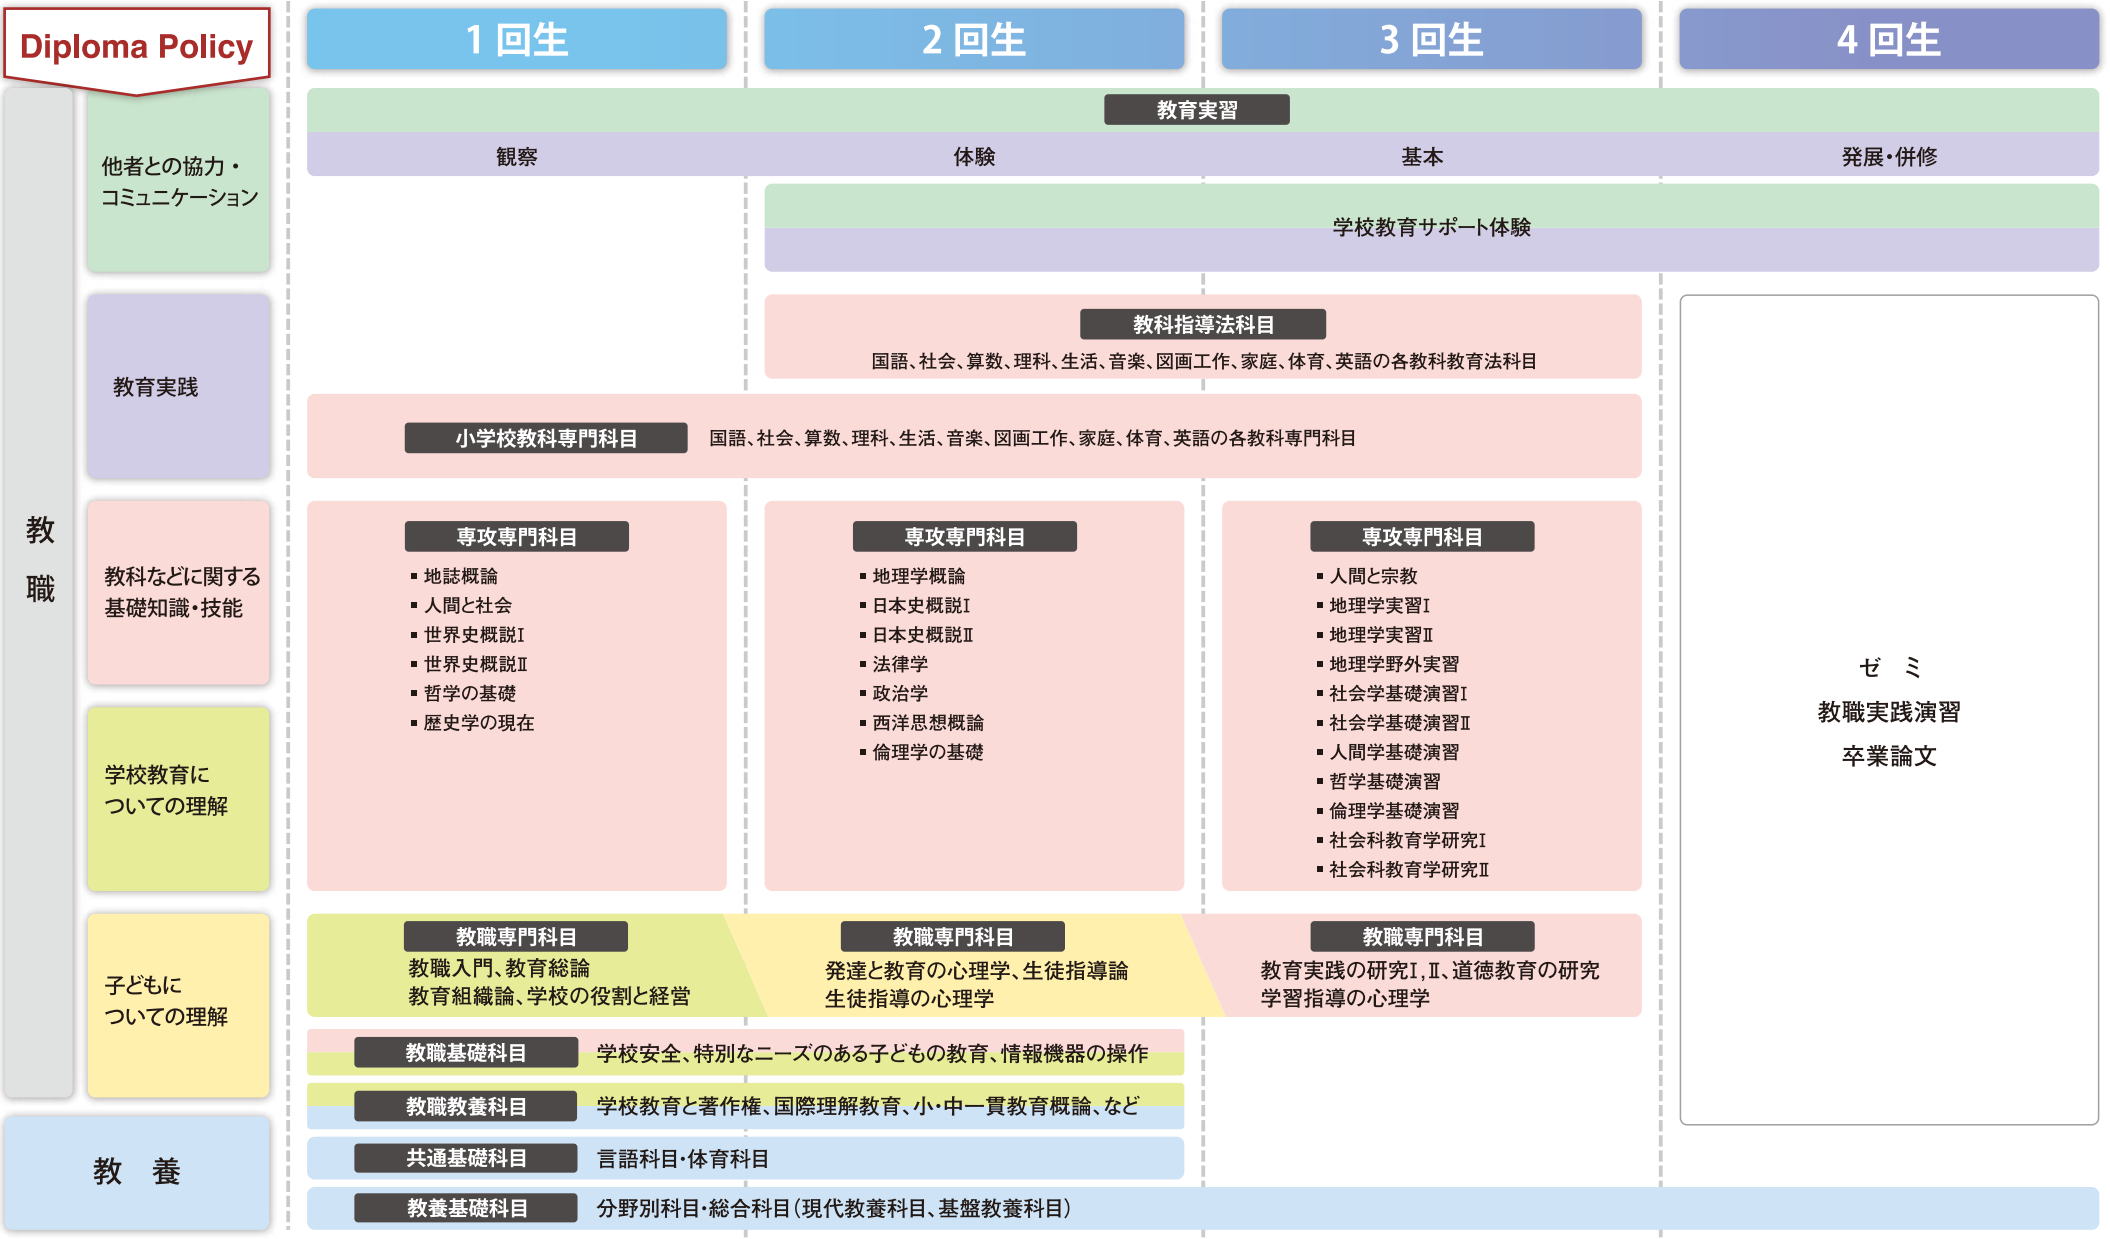 Diploma Policy
1 回生
2 回生
3 回生
4 回生
教職
他者との協力・
コミュニケーション
教育実践
教科などに関する
基礎知識・技能
学校教育に
ついての理解
子どもに
ついての理解
教 養
教育実習
観察
体験
基本
発展・併修
学校教育サポート体験
教科指導法科目
国語、社会、算数、理科、生活、音楽、図画工作、家庭、体育、英語の各教科教育法科目
小学校教科専門科目
国語、社会、算数、理科、生活、音楽、図画工作、家庭、体育、英語の各教科専門科目
専攻専門科目
▪ 地誌概論
▪ 人間と社会
▪ 世界史概説Ⅰ
▪ 世界史概説Ⅱ
▪ 哲学の基礎
▪ 歴史学の現在
専攻専門科目
▪ 地理学概論
▪ 日本史概説Ⅰ
▪ 日本史概説Ⅱ
▪ 法律学
▪ 政治学
▪ 西洋思想概論
▪ 倫理学の基礎
専攻専門科目
▪ 人間と宗教
▪ 地理学実習Ⅰ
▪ 地理学実習Ⅱ
▪ 地理学野外実習
▪ 社会学基礎演習Ⅰ
▪ 社会学基礎演習Ⅱ
▪ 人間学基礎演習
▪ 哲学基礎演習
▪ 倫理学基礎演習
▪ 社会科教育学研究Ⅰ
▪ 社会科教育学研究Ⅱ
ゼ ミ
教職実践演習
卒業論文
教職専門科目
教職入門、教育総論
教育組織論、学校の役割と経営
教職専門科目
発達と教育の心理学、生徒指導論
生徒指導の心理学
教職専門科目
教育実践の研究Ⅰ,Ⅱ、道徳教育の研究
学習指導の心理学
教職基礎科目
学校安全、特別なニーズのある子どもの教育、情報機器の操作
教職教養科目
学校教育と著作権、国際理解教育、小・中一貫教育概論、など
共通基礎科目
言語科目・体育科目
教養基礎科目
分野別科目・総合科目(現代教養科目、基盤教養科目)